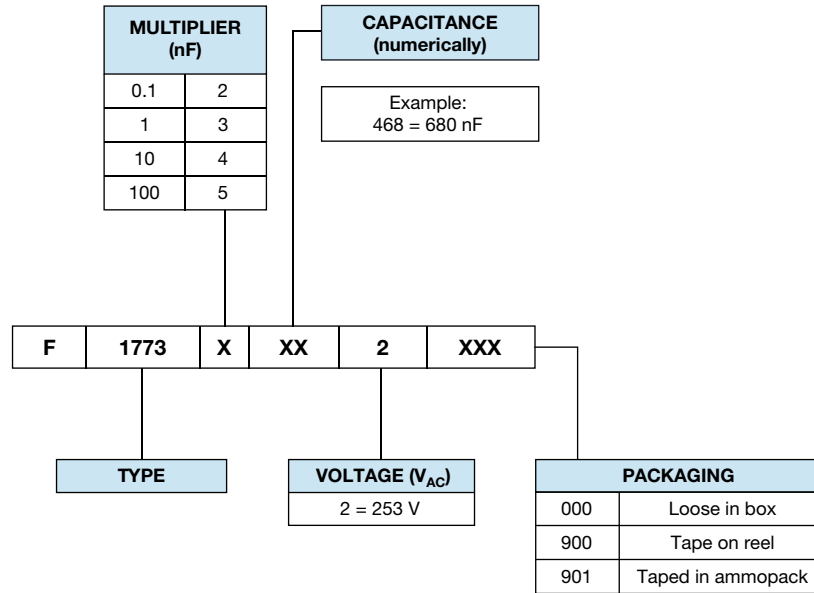 MULTIPLIER
(nF)
0.1 2
1 3
10 4
100 5
CAPACITANCE
(numerically)
Example:
468 = 680 nF
F 1773 X XX 2 XXX
TYPE
VOLTAGE (VAC)
2 = 253 V
PACKAGING
000 Loose in box
900 Tape on reel
901 Taped in ammopack